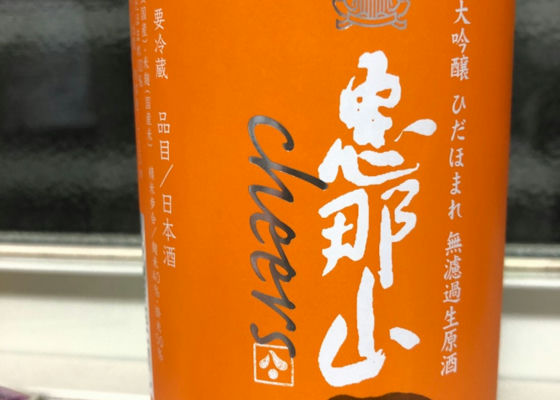 大吟醸 ひだほまれ 無濾過生原酒
恵那山
cheers
要冷蔵 品目／日本酒